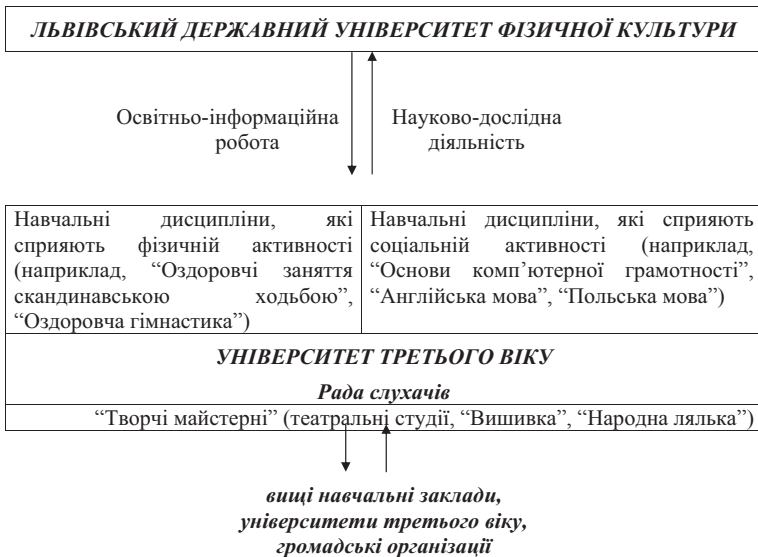 ЛЬВІВСЬКИЙ ДЕРЖАВНИЙ УНІВЕРСИТЕТ ФІЗИЧНОЇ КУЛЬТУРИ
Освітньо-інформаційна
робота
Науково-дослідна
діяльність
Навчальні дисципліни, які
сприяють фізичній активності
(наприклад, “Оздоровчі заняття
скандинавською ходьбою”,
“Оздоровча гімнастика”)
Навчальні дисципліни, які сприяють
соціальній активності (наприклад,
“Основи комп’ютерної грамотності”,
“Англійська мова”, “Польська мова”)
УНІВЕРСИТЕТ ТРЕТЬОГО ВІКУ
Рада слухачів
“Творчі майстерні” (театральні студії, “Вишивка”, “Народна лялька”)
вищі навчальні заклади,
університети третього віку,
громадські організації